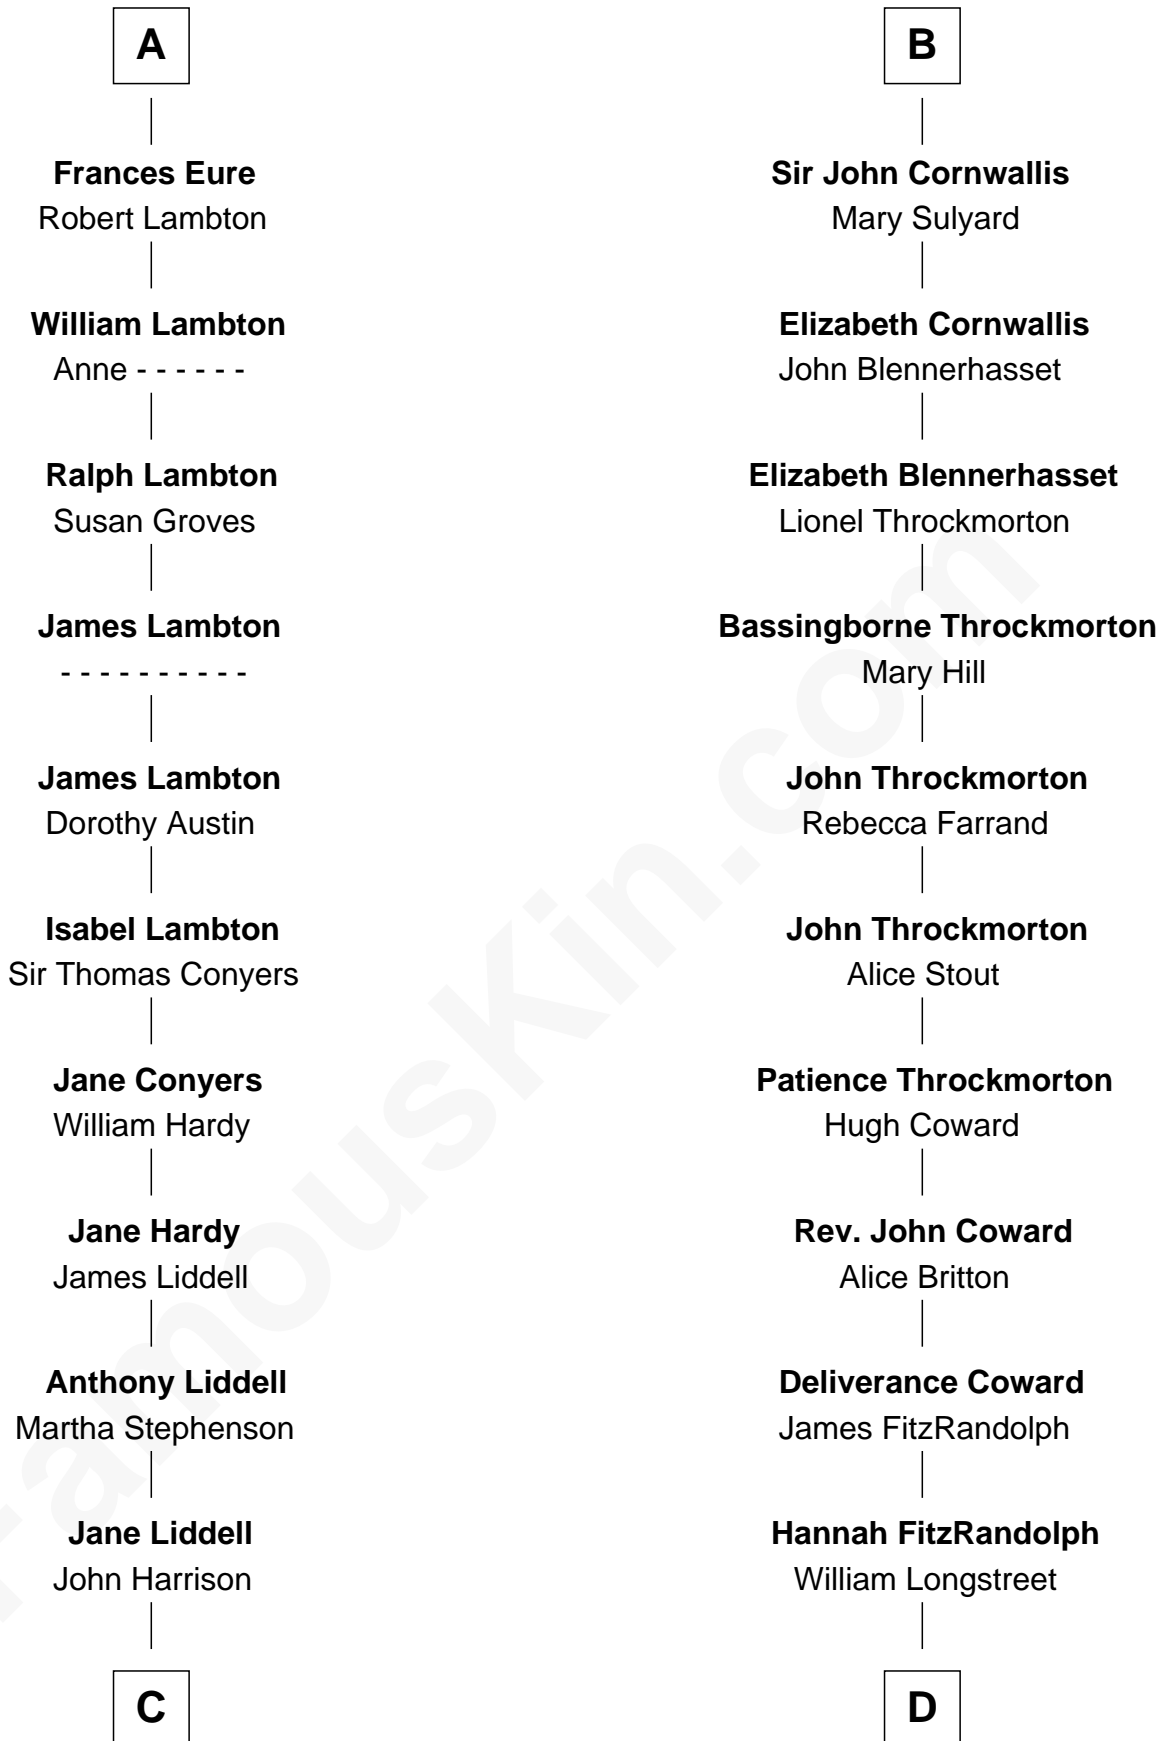 A
Frances Eure
Robert Lambton
William Lambton
Anne - - - - - -
Ralph Lambton
Susan Groves
James Lambton
- - - - - - - - - -
James Lambton
Dorothy Austin
Isabel Lambton
Sir Thomas Conyers
Jane Conyers
William Hardy
Jane Hardy
James Liddell
Anthony Liddell
Martha Stephenson
Jane Liddell
John Harrison
C
B
Sir John Cornwallis
Mary Sulyard
Elizabeth Cornwallis
John Blennerhasset
Elizabeth Blennerhasset
Lionel Throckmorton
Bassingborne Throckmorton
Mary Hill
John Throckmorton
Rebecca Farrand
John Throckmorton
Alice Stout
Patience Throckmorton
Hugh Coward
Rev. John Coward
Alice Britton
Deliverance Coward
James FitzRandolph
Hannah FitzRandolph
William Longstreet
D
FamousKin.com